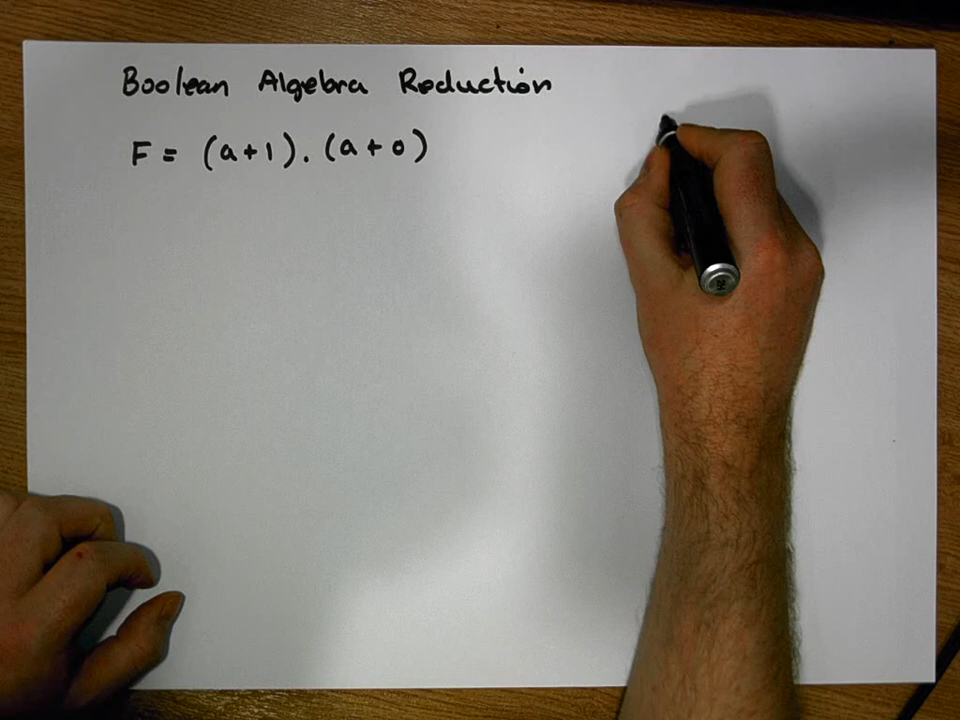 Boolean Algebra Reduction
F = (a+1).(a+0)